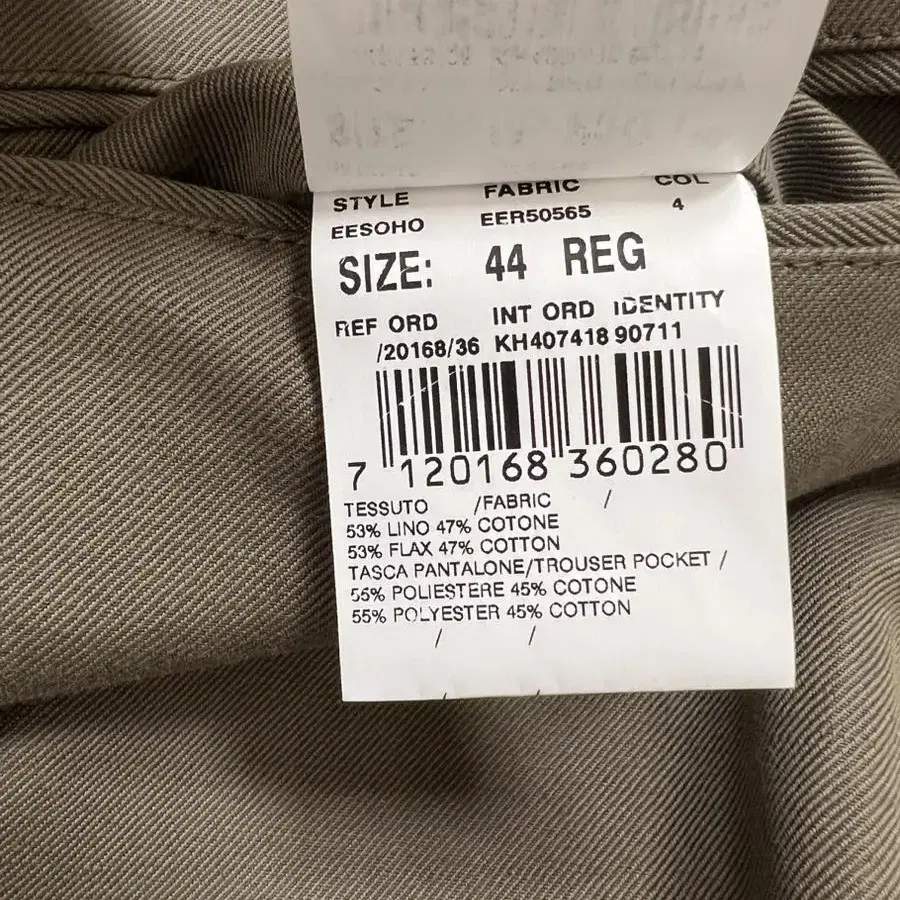 STYLE FABRIC COL
EESOHO EER50565 4
SIZE: 44 REG
REF ORD INT ORD IDENTITY
/20168/36 KH407418 90711
7 120168 360280
TESSUTO /FABRIC /
53% LINO 47% COTONE
53% FLAX 47% COTTON
TASCA PANTALONE/TROUSER POCKET /
55% POLIESTERE 45% COTONE
55% POLYESTER 45% COTTON
/ /
/ /